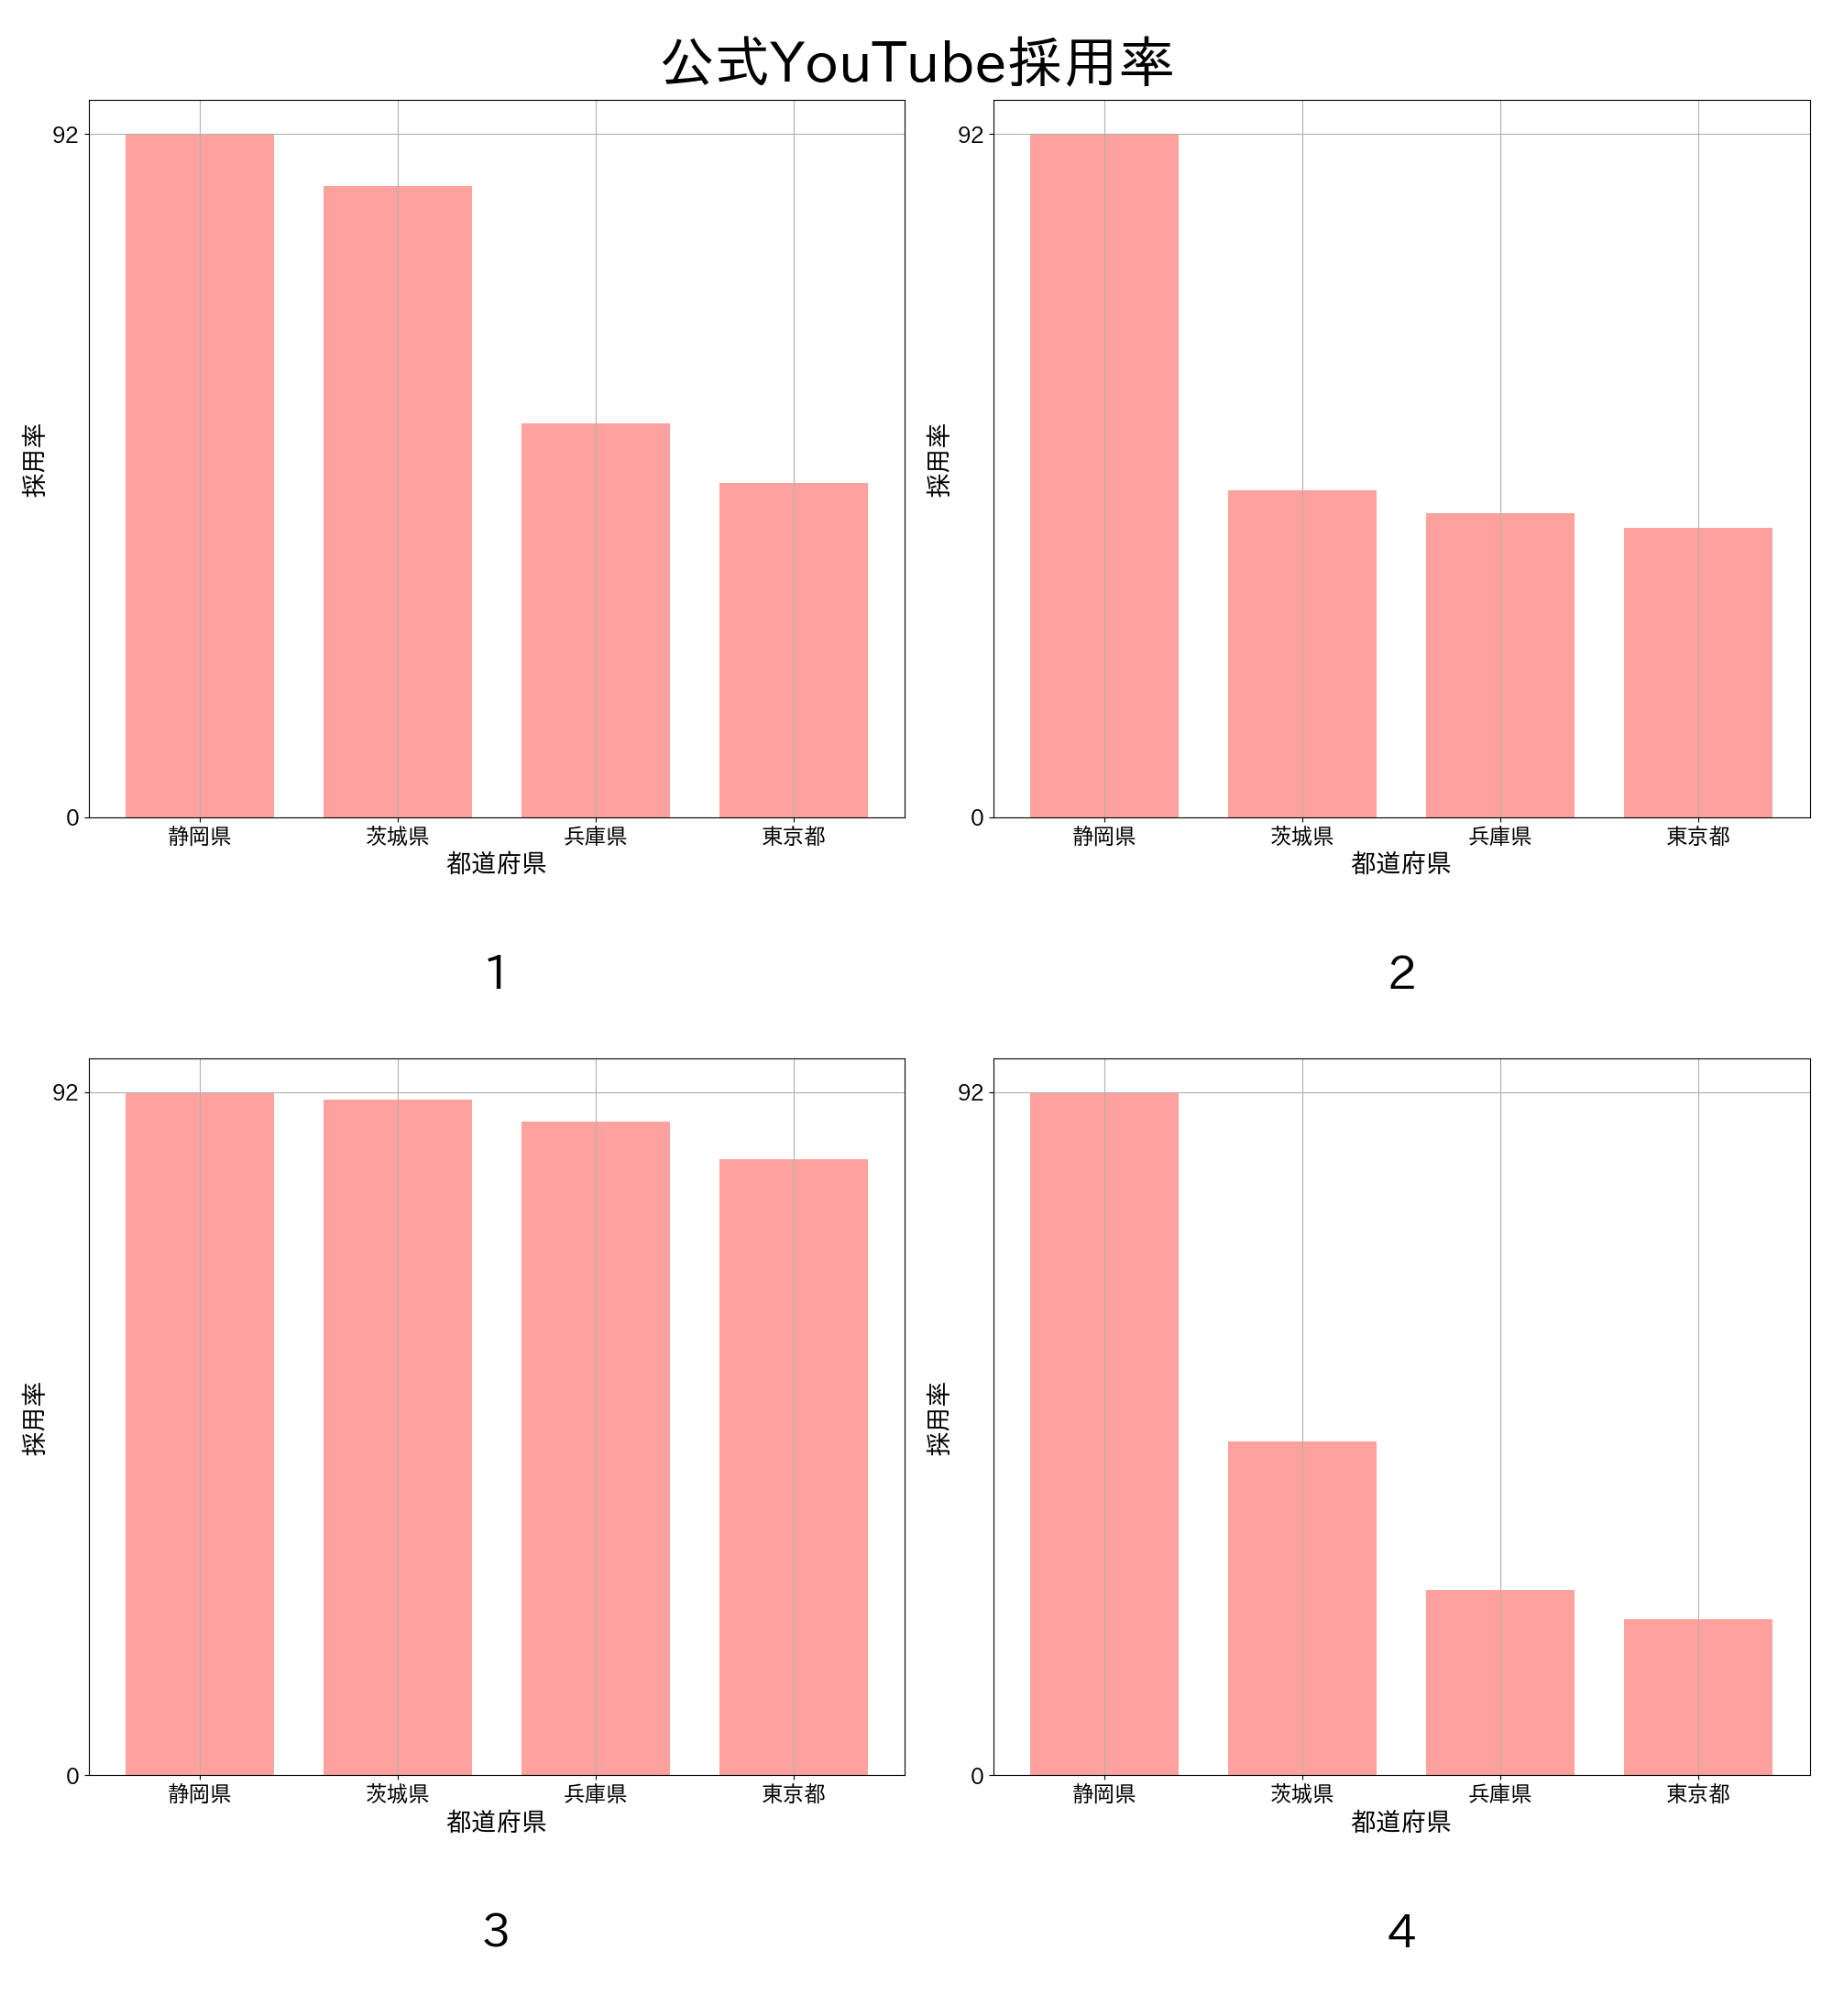 公式YouTube採用率
92
0
採用率
静岡県 茨城県 兵庫県 東京都
都道府県
1
92
0
採用率
静岡県 茨城県 兵庫県 東京都
都道府県
2
92
0
採用率
静岡県 茨城県 兵庫県 東京都
都道府県
3
92
0
採用率
静岡県 茨城県 兵庫県 東京都
都道府県
4